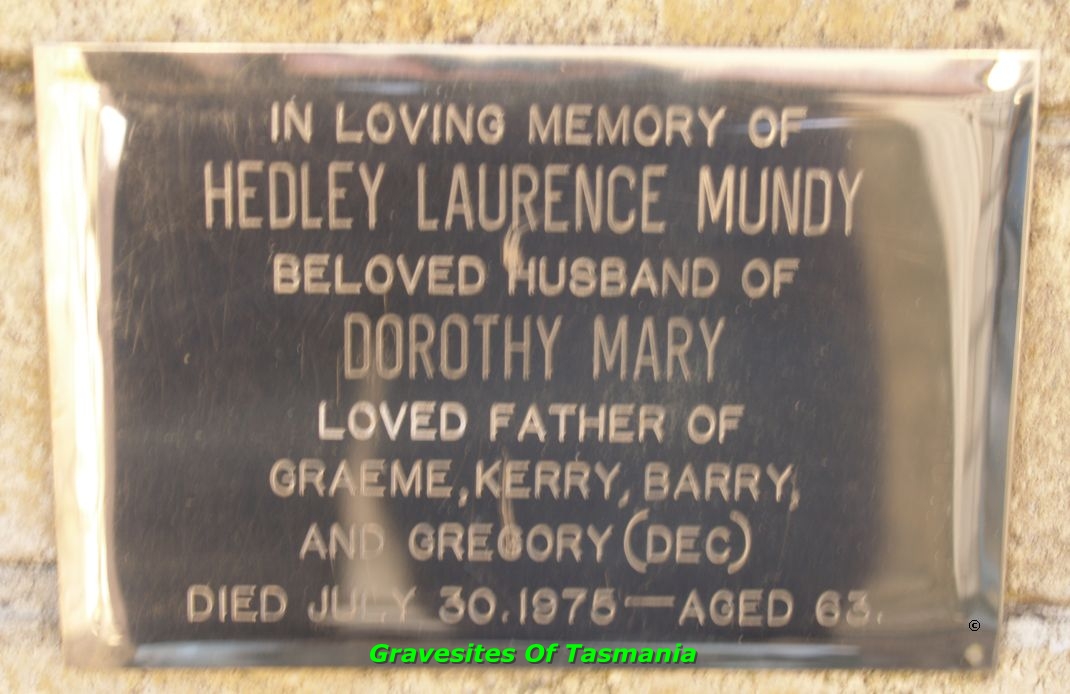 IN LOVING MEMORY OF
HEDLEY LAURENCE MUNDY
BELOVED HUSBAND OF
DOROTHY MARY
LOVED FATHER OF
GRAEME, KERRY, BARRY,
AND GREGORY (DEC)
DIED JULY 30.1975 — AGED 63.
©
Gravesites Of Tasmania